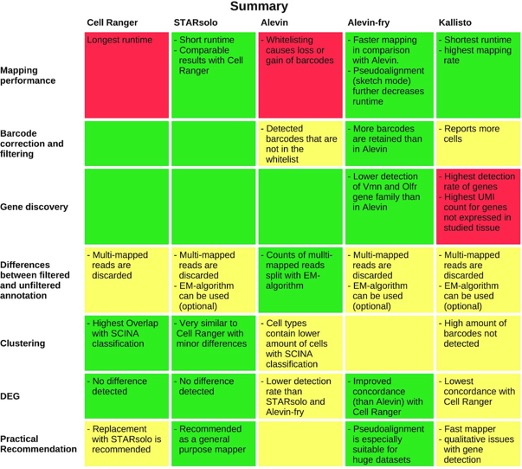 Summary
Cell Ranger
STARsolo
Alevin
Alevin-fry
Kallisto
Mapping
performance
Longest runtime
- Short runtime
- Comparable
results with Cell
Ranger
- Whitelisting
causes loss or
gain of barcodes
- Faster mapping
in comparison
with Alevin.
- Pseudoalignment
(sketch mode)
further decreases
runtime
- Shortest runtime
- highest mapping
rate
Barcode
correction and
filtering
- Detected
barcodes that are
not in the
whitelist
- More barcodes
are retained than
in Alevin
- Reports more
cells
Gene discovery
- Lower detection
of Vmn and Olfr
gene family than
in Alevin
- Highest detection
rate of genes
- Highest UMI
count for genes
not expressed in
studied tissue
Differences
between filtered
and unfiltered
annotation
- Multi-mapped
reads are
discarded
- Multi-mapped
reads are
discarded
- EM-algorithm
can be used
(optional)
- Counts of mullti-
mapped reads
split with EM-
algorithm
- Multi-mapped
reads are
discarded
- EM-algorithm
can be used
(optional)
- Multi-mapped
reads are
discarded
- EM-algorithm
can be used
(optional)
Clustering
- Highest Overlap
with SCINA
classification
- Very similar to
Cell Ranger with
minor differences
- Cell types
contain lower
amount of cells
with SCINA
classification
- High amount of
barcodes not
detected
DEG
- No difference
detected
- No difference
detected
- Lower detection
rate than
STARsolo and
Alevin-fry
- Improved
concordance
(than Alevin) with
Cell Ranger
- Lowest
concordance with
Cell Ranger
Practical
Recommendation
- Replacement
with STARsolo is
recommended
- Recommended
as a general
purpose mapper
- Pseudoalignment
is especially
suitable for
huge datasets
- Fast mapper
- qualitative issues
with gene
detection